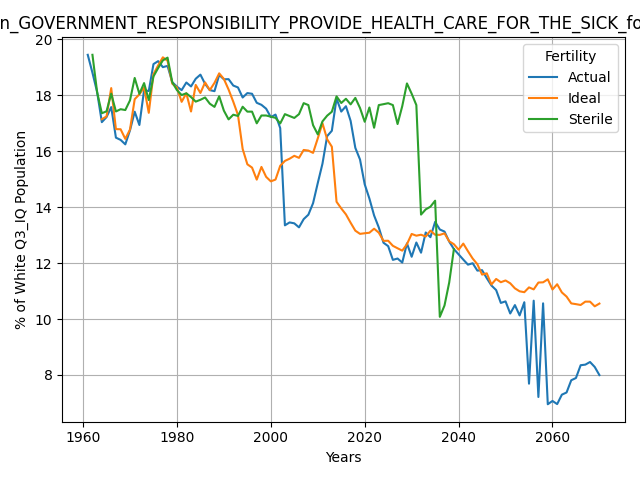 n_GOVERNMENT_RESPONSIBILITY_PROVIDE_HEALTH_CARE_FOR_THE_SICK_fo
Fertility
Actual
Ideal
Sterile
% of White Q3_IQ Population
20
18
16
14
12
10
8
1960
1980
2000
2020
2040
2060
Years